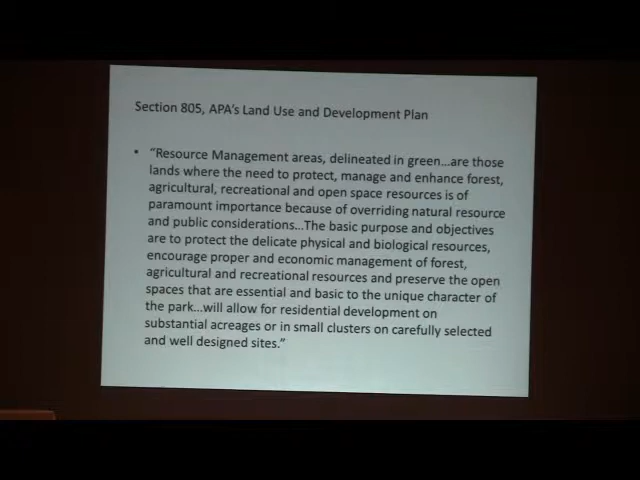 Section 805, APA's Land Use and Development Plan
• "Resource Management areas, delineated in green...are those
lands where the need to protect, manage and enhance forest,
agricultural, recreational and open space resources is of
paramount importance because of overriding natural resource
and public considerations...The basic purpose and objectives
are to protect the delicate physical and biological resources,
encourage proper and economic management of forest,
agricultural and recreational resources and preserve the open
spaces that are essential and basic to the unique character of
the park...will allow for residential development on
substantial acreages or in small clusters on carefully selected
and well designed sites."